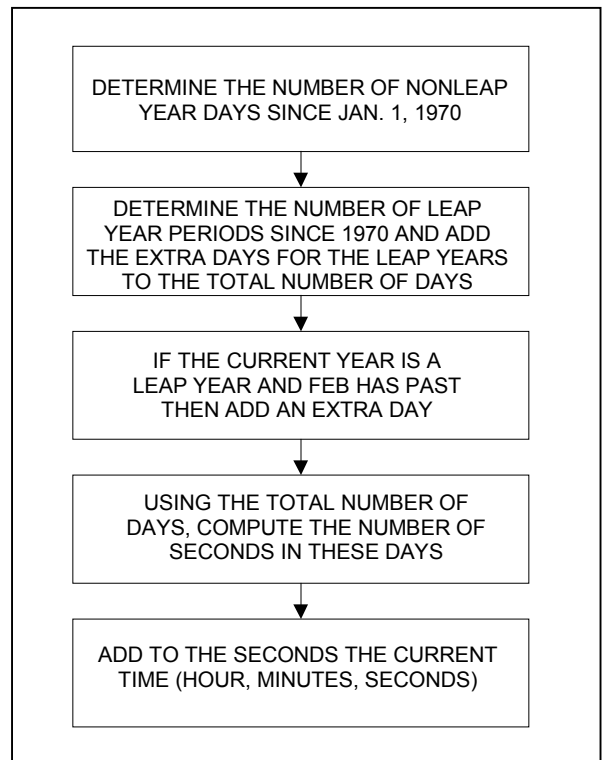 DETERMINE THE NUMBER OF NONLEAP
YEAR DAYS SINCE JAN. 1, 1970
DETERMINE THE NUMBER OF LEAP
YEAR PERIODS SINCE 1970 AND ADD
THE EXTRA DAYS FOR THE LEAP YEARS
TO THE TOTAL NUMBER OF DAYS
IF THE CURRENT YEAR IS A
LEAP YEAR AND FEB HAS PAST
THEN ADD AN EXTRA DAY
USING THE TOTAL NUMBER OF
DAYS, COMPUTE THE NUMBER OF
SECONDS IN THESE DAYS
ADD TO THE SECONDS THE CURRENT
TIME (HOUR, MINUTES, SECONDS)